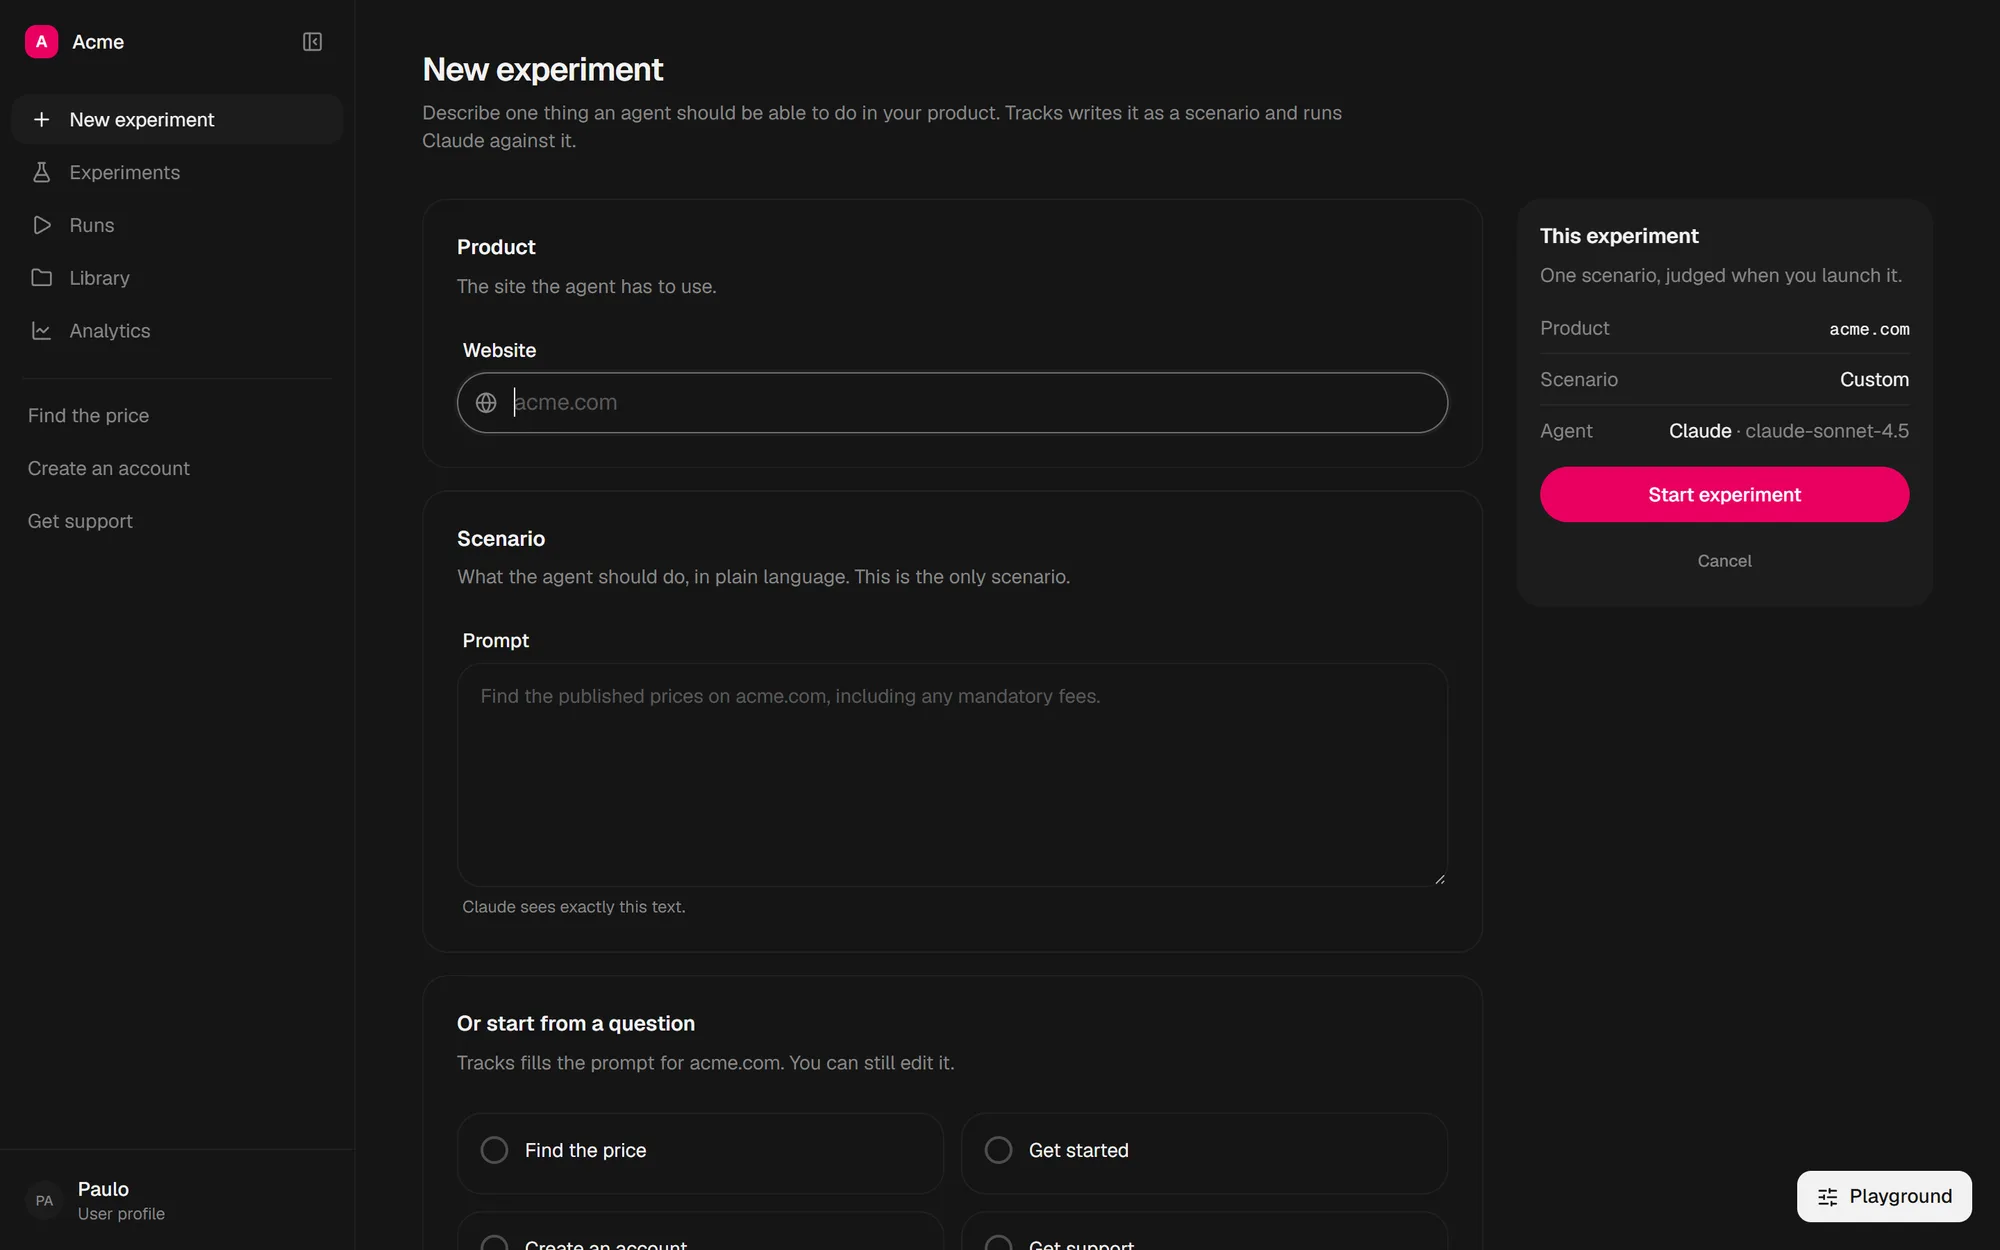 A
Acme
New experiment
Experiments
Runs
Library
Analytics
Find the price
Create an account
Get support
PA
Paulo
User profile
New experiment
Describe one thing an agent should be able to do in your product. Tracks writes it as a scenario and runs
Claude against it.
Product
The site the agent has to use.
Website
acme.com
Scenario
What the agent should do, in plain language. This is the only scenario.
Prompt
Find the published prices on acme.com, including any mandatory fees.
Claude sees exactly this text.
Or start from a question
Tracks fills the prompt for acme.com. You can still edit it.
Find the price
Get started
Create an account
Get support
This experiment
One scenario, judged when you launch it.
Product acme.com
Scenario Custom
Agent Claude · claude-sonnet-4.5
Start experiment
Cancel
Playground